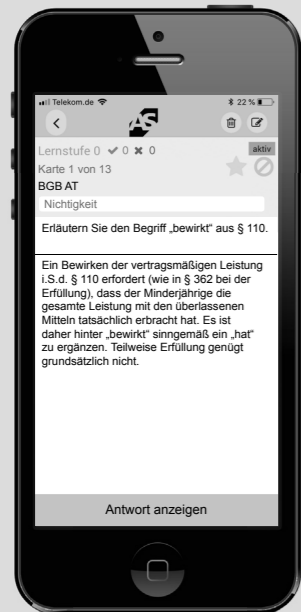 Telekom.de 22 %
AS
Lernstufe 0 ✔ 0 ✖ 0 aktiv
Karte 1 von 13
BGB AT
Nichtigkeit
Erläutern Sie den Begriff „bewirkt“ aus § 110.
Ein Bewirken der vertragsmäßigen Leistung
i.S.d. § 110 erfordert (wie in § 362 bei der
Erfüllung), dass der Minderjährige die
gesamte Leistung mit den überlassenen
Mitteln tatsächlich erbracht hat. Es ist
daher hinter „bewirkt“ sinngemäß ein „hat“
zu ergänzen. Teilweise Erfüllung genügt
grundsätzlich nicht.
Antwort anzeigen